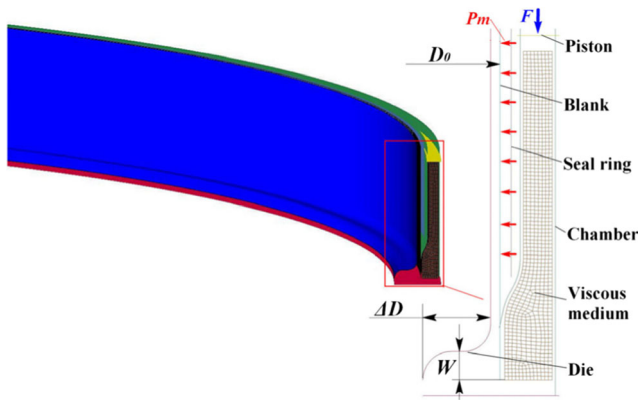 Pm
F
Piston
D₀
Blank
Seal ring
Chamber
ΔD
Viscous
medium
W
Die